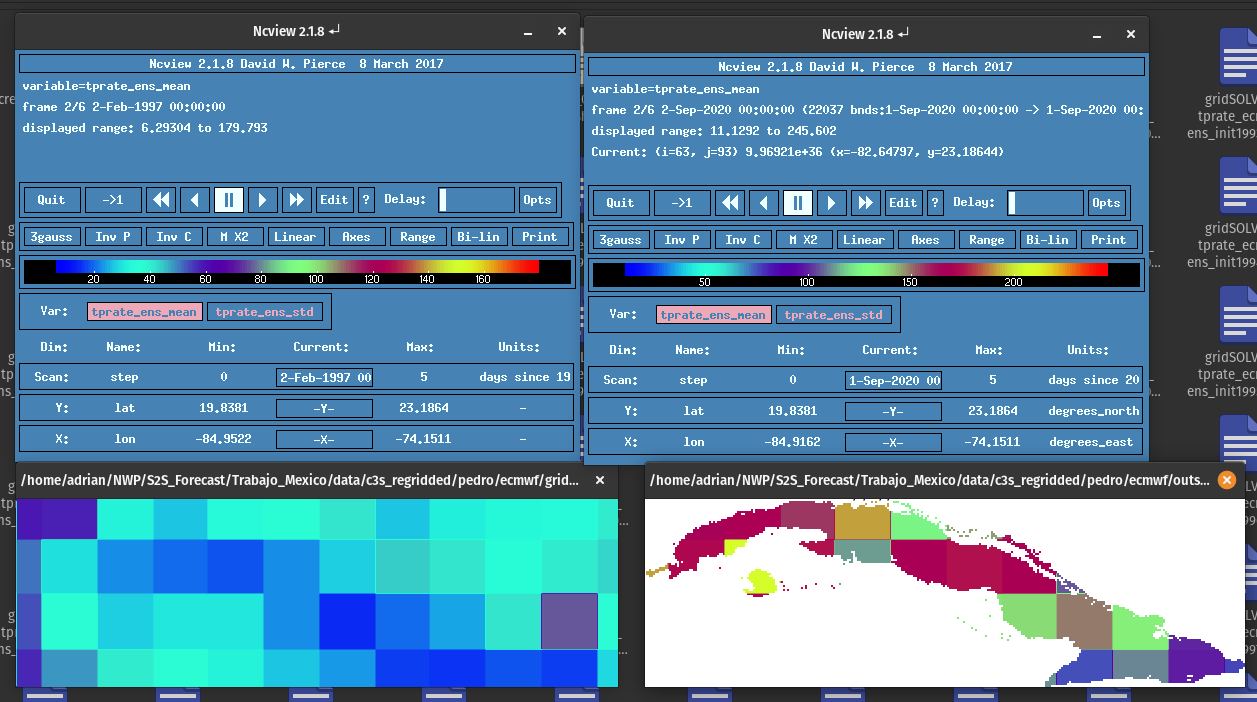 Ncview 2.1.8
Ncview 2.1.8 David W. Pierce 8 March 2017
variable=tprate_ens_mean
frame 2/6 2-Feb-1997 00:00:00
displayed range: 6.29304 to 179.793
Quit ->1 Edit ? Delay: Opts
3gauss Inv P Inv C M X2 Linear Axes Range Bi-lin Print
20 40 60 80 100 120 140 160
Var: tprate_ens_mean tprate_ens_std
Dim: Name: Min: Current: Max: Units:
Scan: step 0 2-Feb-1997 00 5 days since 19
Y: lat 19.8381 -Y- 23.1864 -
X: lon -84.9522 -X- -74.1511 -
/home/adrian/NWP/S2S_Forecast/Trabajo_Mexico/data/c3s_regridded/pedro/ecmwf/grid...
Ncview 2.1.8
Ncview 2.1.8 David W. Pierce 8 March 2017
variable=tprate_ens_mean
frame 2/6 2-Sep-2020 00:00:00 (22037 bnds:1-Sep-2020 00:00:00 -> 1-Sep-2020 00:
displayed range: 11.1292 to 245.602
Current: (i=63, j=93) 9.96921e+36 (x=-82.64797, y=23.18644)
Quit ->1 Edit ? Delay: Opts
3gauss Inv P Inv C M X2 Linear Axes Range Bi-lin Print
50 100 150 200
Var: tprate_ens_mean tprate_ens_std
Dim: Name: Min: Current: Max: Units:
Scan: step 0 1-Sep-2020 00 5 days since 20
Y: lat 19.8381 -Y- 23.1864 degrees_north
X: lon -84.9162 -X- -74.1511 degrees_east
/home/adrian/NWP/S2S_Forecast/Trabajo_Mexico/data/c3s_regridded/pedro/ecmwf/outs...
gridSOLV
tprate_ec
ens_init199
gridSOLV
tprate_ec
ens_init199
gridSOLV
tprate_ec
ens_init199